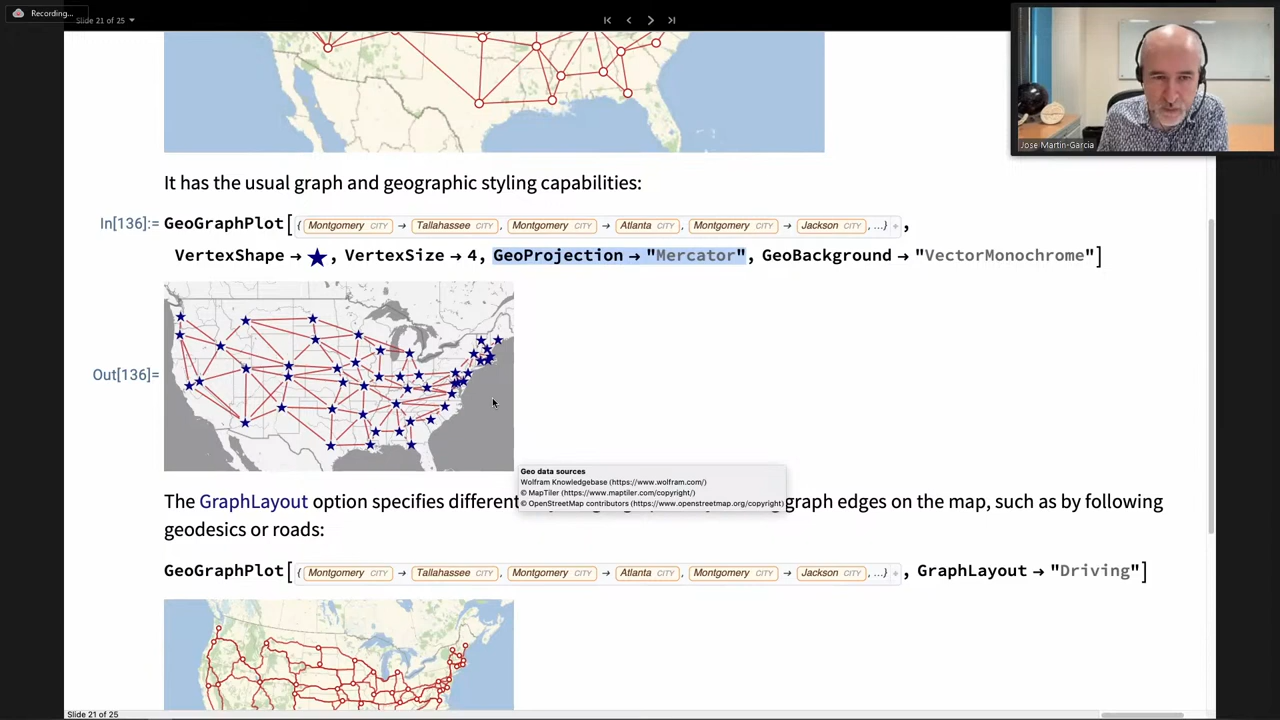 Recording...
Slide 21 of 25
Jose Martin-Garcia
It has the usual graph and geographic styling capabilities:
In[136]:= GeoGraphPlot[{ Montgomery CITY → Tallahassee CITY , Montgomery CITY → Atlanta CITY , Montgomery CITY → Jackson CITY , ...} + ,
VertexShape → ★, VertexSize → 4, GeoProjection → "Mercator", GeoBackground → "VectorMonochrome"]
Out[136]=
Geo data sources
Wolfram Knowledgebase (https://www.wolfram.com/)
© MapTiler (https://www.maptiler.com/copyright/)
© OpenStreetMap contributors (https://www.openstreetmap.org/copyright)
The GraphLayout option specifies different graph edges on the map, such as by following
geodesics or roads:
GeoGraphPlot[{ Montgomery CITY → Tallahassee CITY , Montgomery CITY → Atlanta CITY , Montgomery CITY → Jackson CITY , ...} + , GraphLayout → "Driving"]
Slide 21 of 25